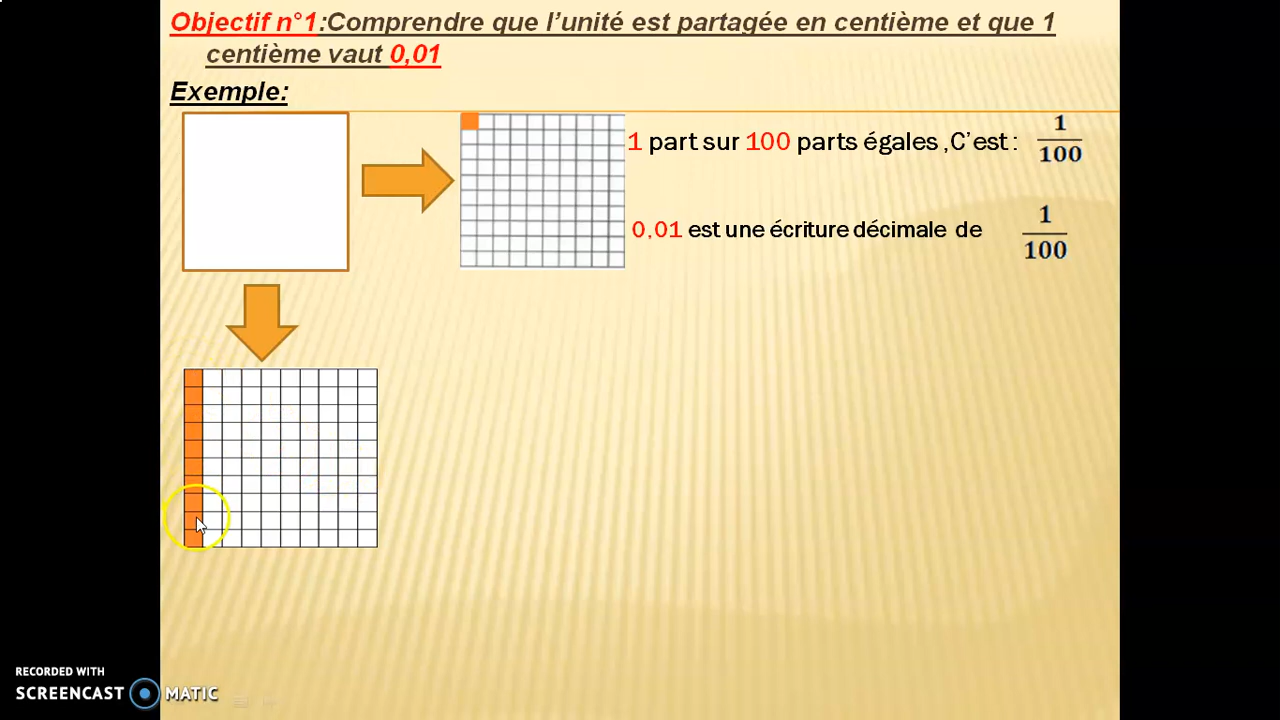 Objectif n°1:Comprendre que l’unité est partagée en centième et que 1
centième vaut 0,01
Exemple:
1 part sur 100 parts égales ,C’est : 1/100
0,01 est une écriture décimale de 1/100
RECORDED WITH
SCREENCAST MATIC